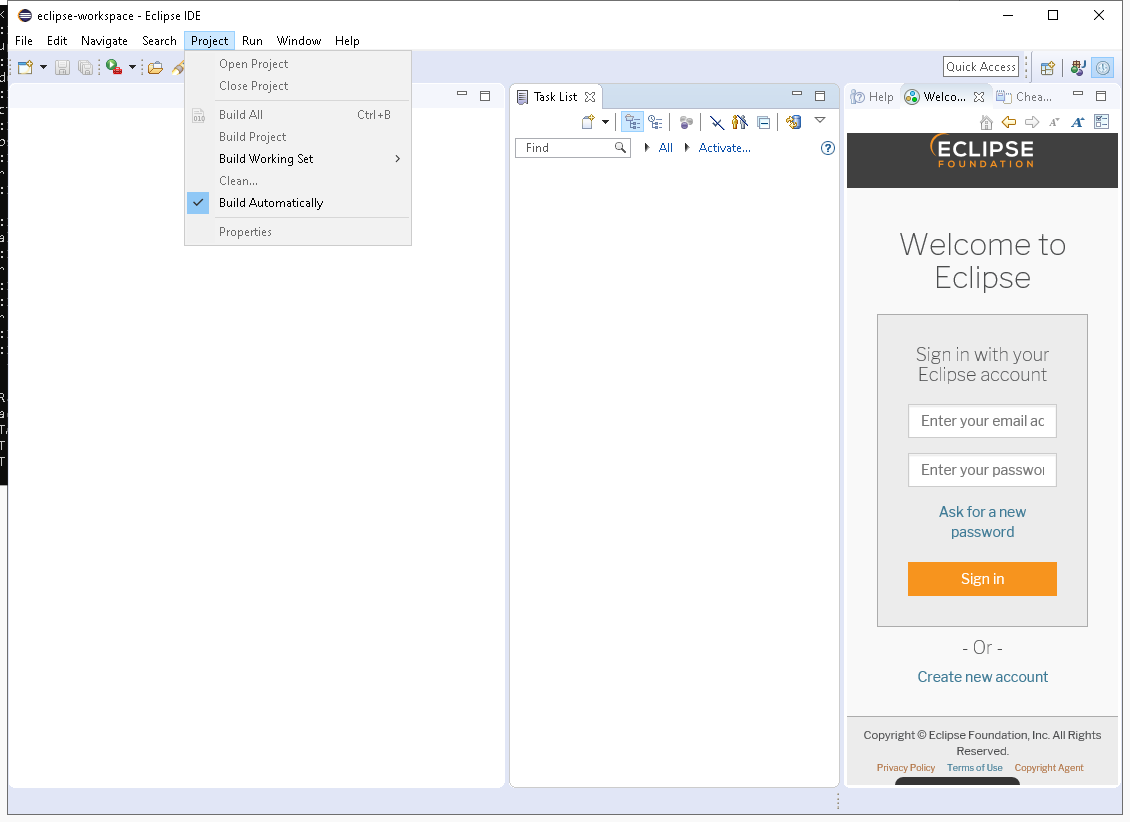 eclipse-workspace - Eclipse IDE
File Edit Navigate Search Project Run Window Help
Open Project
Close Project
Build All Ctrl+B
Build Project
Build Working Set
Clean...
Build Automatically
Properties
Quick Access
Task List
Find
All
Activate...
Help Welco... Chea...
ECLIPSE
FOUNDATION
Welcome to
Eclipse
Sign in with your
Eclipse account
Enter your email ac
Enter your passwo
Ask for a new
password
Sign in
- Or -
Create new account
Copyright © Eclipse Foundation, Inc. All Rights
Reserved.
Privacy Policy Terms of Use Copyright Agent